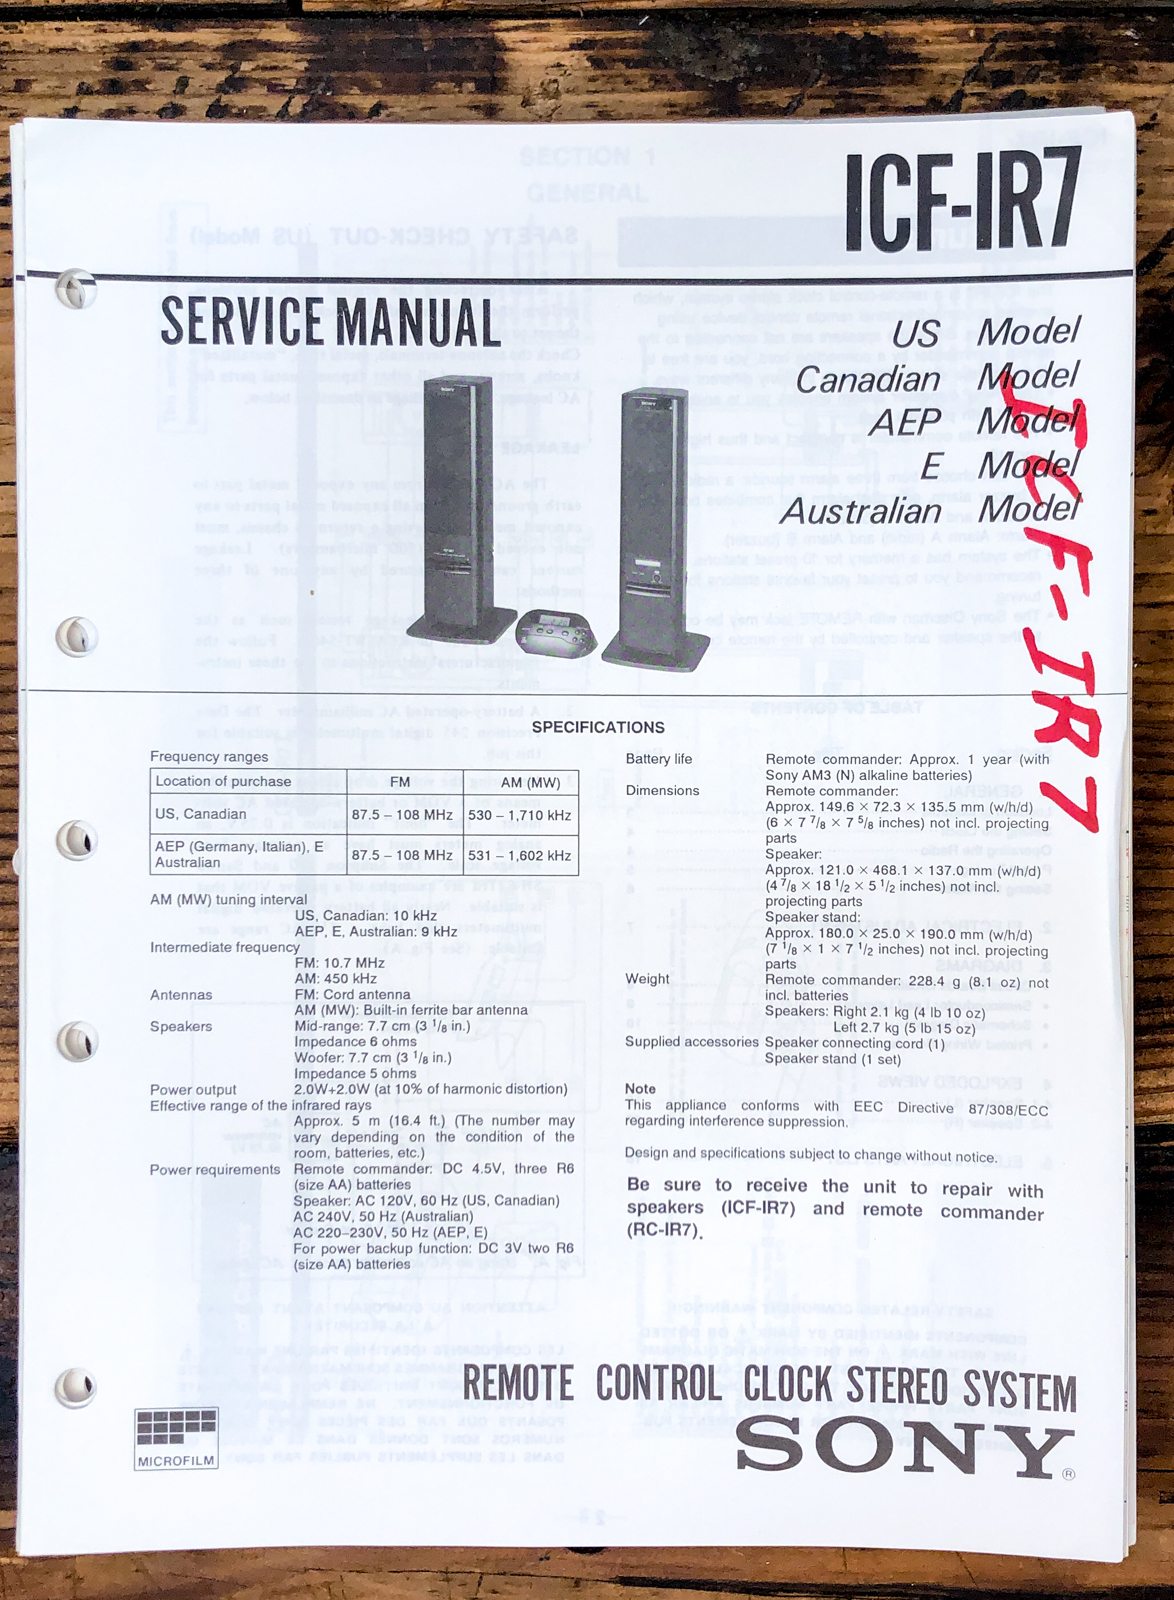 ICF-IR7
SERVICE MANUAL
US Model
Canadian Model
AEP Model
E Model
Australian Model
ICF-IR7
SONY
SONY
SPECIFICATIONS
Frequency ranges
Location of purchase FM AM (MW)
US, Canadian 87.5 – 108 MHz 530 – 1,710 kHz
AEP (Germany, Italian), E
Australian 87.5 – 108 MHz 531 – 1,602 kHz
AM (MW) tuning interval
US, Canadian: 10 kHz
AEP, E, Australian: 9 kHz
Intermediate frequency
FM: 10.7 MHz
AM: 450 kHz
Antennas FM: Cord antenna
AM (MW): Built-in ferrite bar antenna
Speakers Mid-range: 7.7 cm (3 1/8 in.)
Impedance 6 ohms
Woofer: 7.7 cm (3 1/8 in.)
Impedance 5 ohms
Power output 2.0W+2.0W (at 10% of harmonic distortion)
Effective range of the infrared rays
Approx. 5 m (16.4 ft.) (The number may
vary depending on the condition of the
room, batteries, etc.)
Power requirements Remote commander: DC 4.5V, three R6
(size AA) batteries
Speaker: AC 120V, 60 Hz (US, Canadian)
AC 240V, 50 Hz (Australian)
AC 220–230V, 50 Hz (AEP, E)
For power backup function: DC 3V two R6
(size AA) batteries
Battery life Remote commander: Approx. 1 year (with
Sony AM3 (N) alkaline batteries)
Dimensions Remote commander:
Approx. 149.6 × 72.3 × 135.5 mm (w/h/d)
(6 × 7 7/8 × 7 5/8 inches) not incl. projecting
parts
Speaker:
Approx. 121.0 × 468.1 × 137.0 mm (w/h/d)
(4 7/8 × 18 1/2 × 5 1/2 inches) not incl.
projecting parts
Speaker stand:
Approx. 180.0 × 25.0 × 190.0 mm (w/h/d)
(7 1/8 × 1 × 7 1/2 inches) not incl. projecting
parts
Weight Remote commander: 228.4 g (8.1 oz) not
incl. batteries
Speakers: Right 2.1 kg (4 lb 10 oz)
Left 2.7 kg (5 lb 15 oz)
Supplied accessories Speaker connecting cord (1)
Speaker stand (1 set)
Note
This appliance conforms with EEC Directive 87/308/ECC
regarding interference suppression.
Design and specifications subject to change without notice.
Be sure to receive the unit to repair with
speakers (ICF-IR7) and remote commander
(RC-IR7).
REMOTE CONTROL CLOCK STEREO SYSTEM
MICROFILM
SONY®